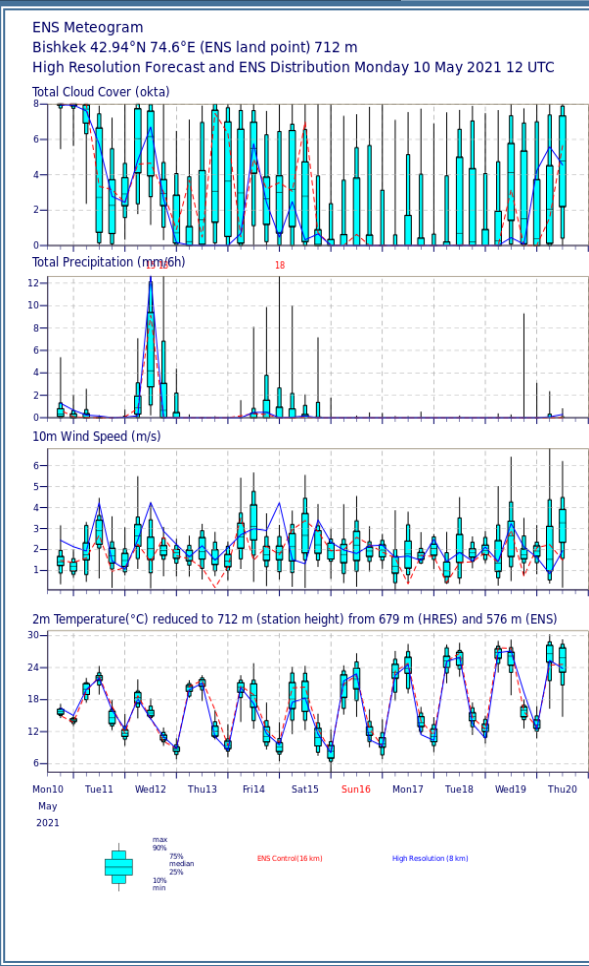 ENS Meteogram
Bishkek 42.94°N 74.6°E (ENS land point) 712 m
High Resolution Forecast and ENS Distribution Monday 10 May 2021 12 UTC
Total Cloud Cover (okta)
8
6
4
2
0
Total Precipitation (mm/6h)
18
12
10
8
6
4
2
0
10m Wind Speed (m/s)
6
5
4
3
2
1
2m Temperature(°C) reduced to 712 m (station height) from 679 m (HRES) and 576 m (ENS)
30
24
18
12
6
Mon10 Tue11 Wed12 Thu13 Fri14 Sat15 Sun16 Mon17 Tue18 Wed19 Thu20
May
2021
max
90%
75%
median
25%
10%
min
ENS Control(16 km)
High Resolution (8 km)